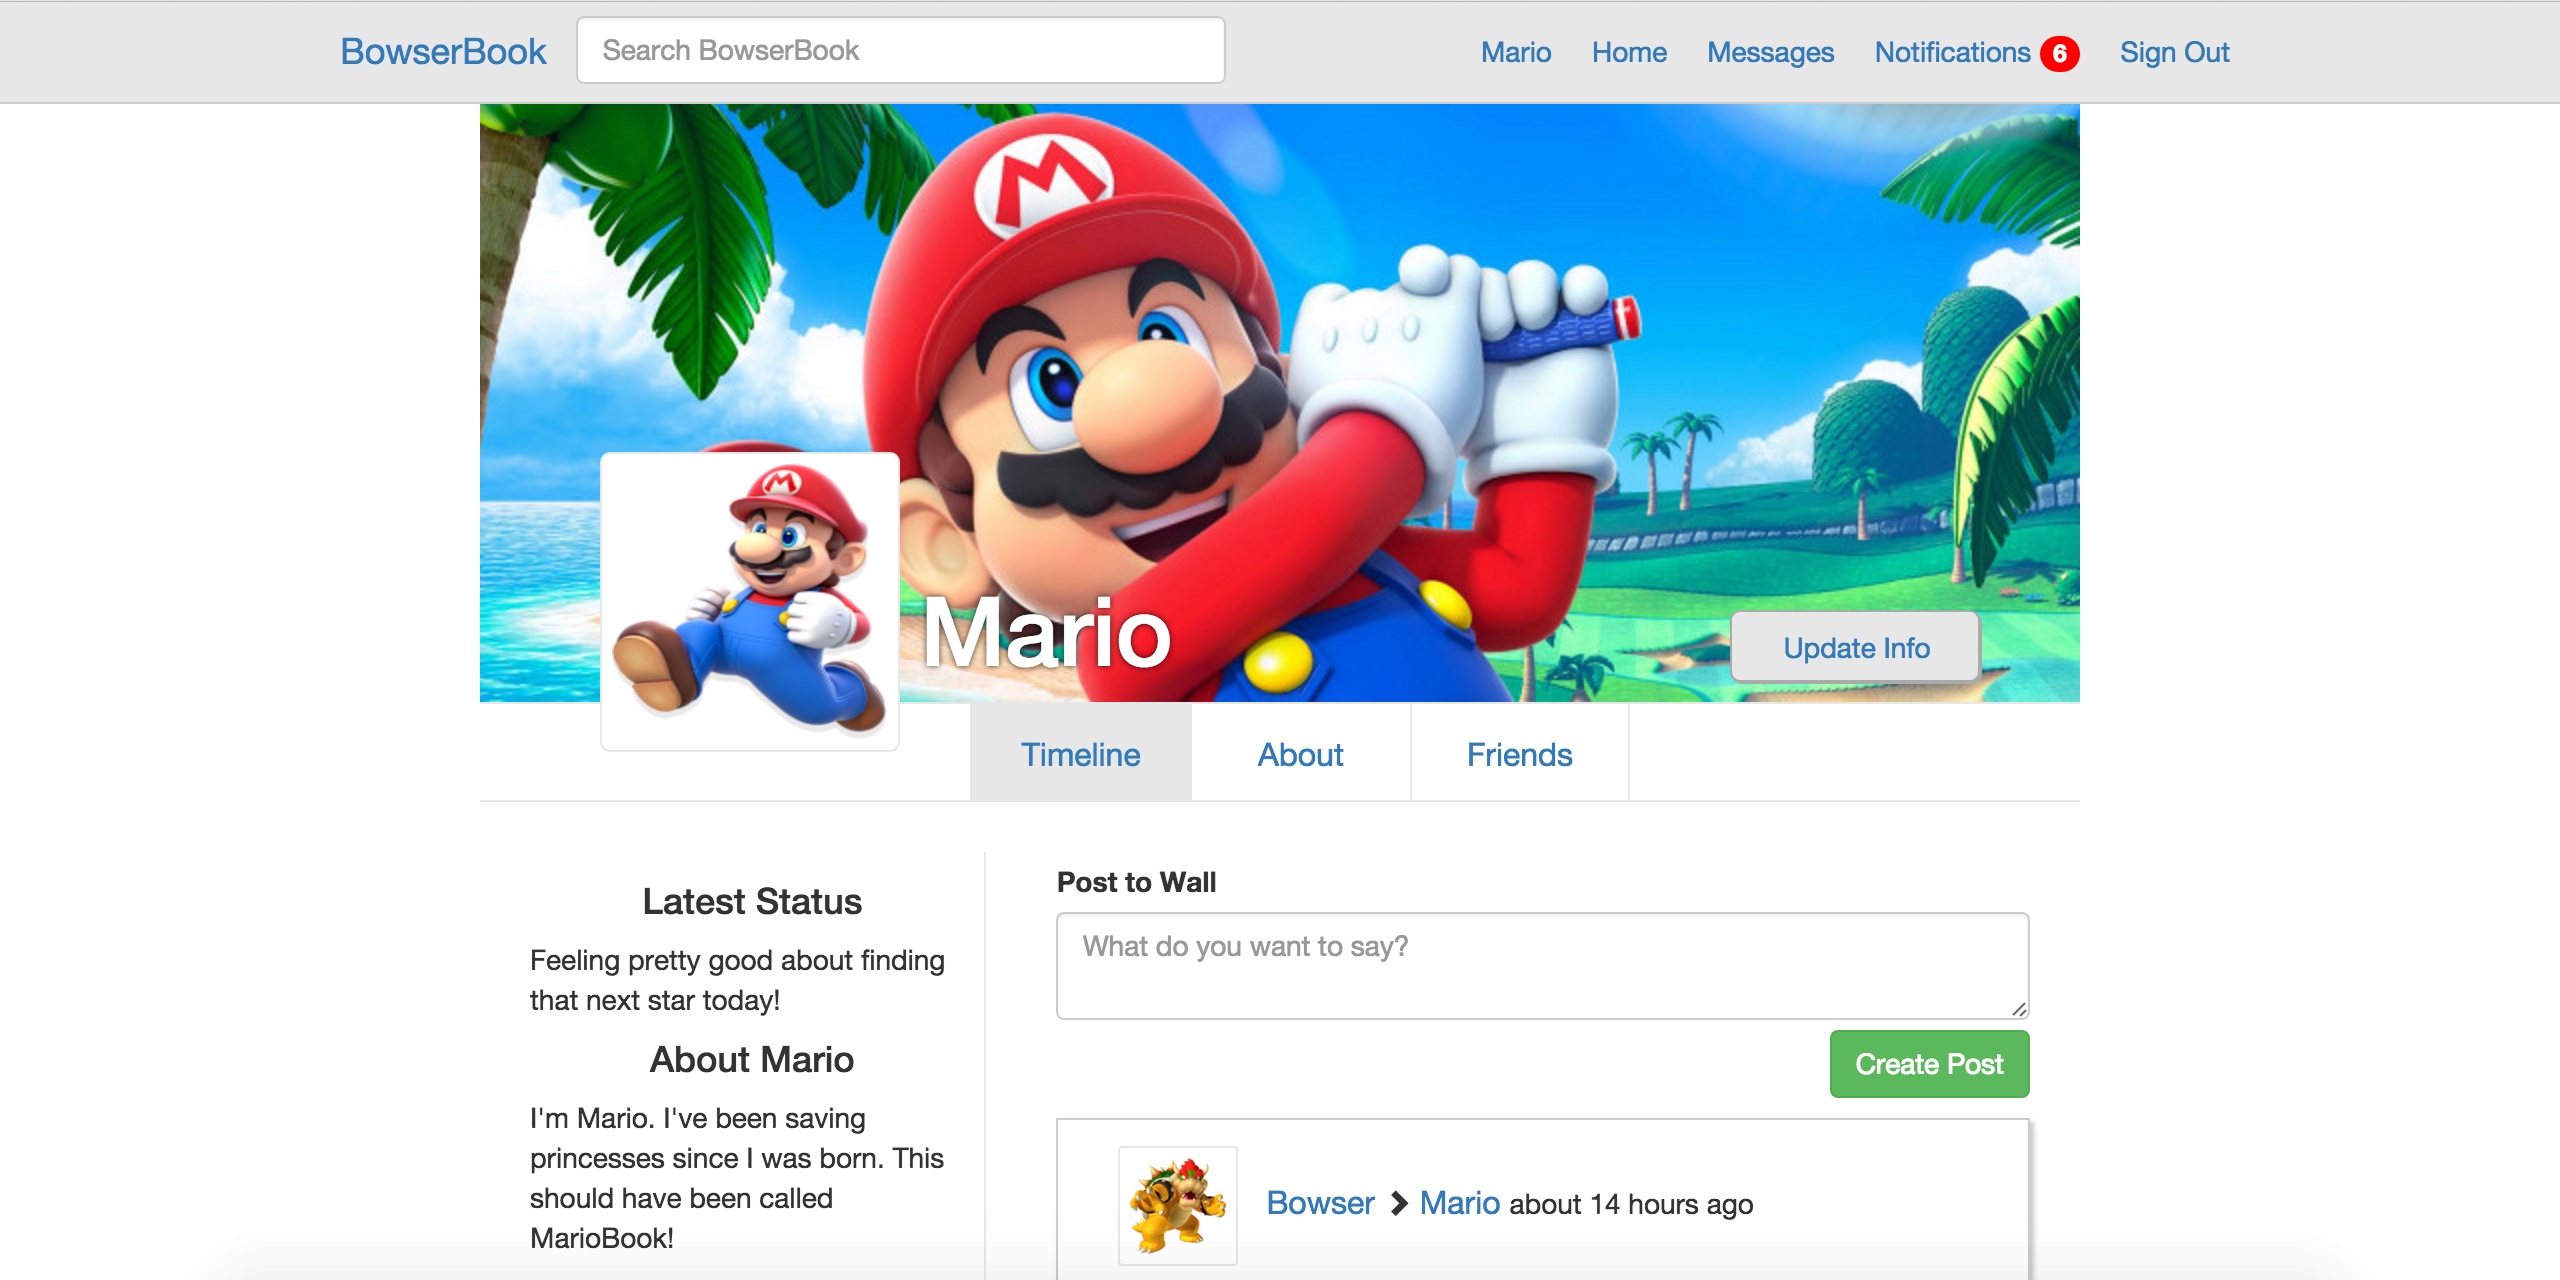 BowserBook
Search BowserBook
Mario
Home
Messages
Notifications 6
Sign Out
M
M
Mario
Update Info
Timeline
About
Friends
Latest Status
Feeling pretty good about finding
that next star today!
About Mario
I'm Mario. I've been saving
princesses since I was born. This
should have been called
MarioBook!
Post to Wall
What do you want to say?
Create Post
Bowser > Mario about 14 hours ago